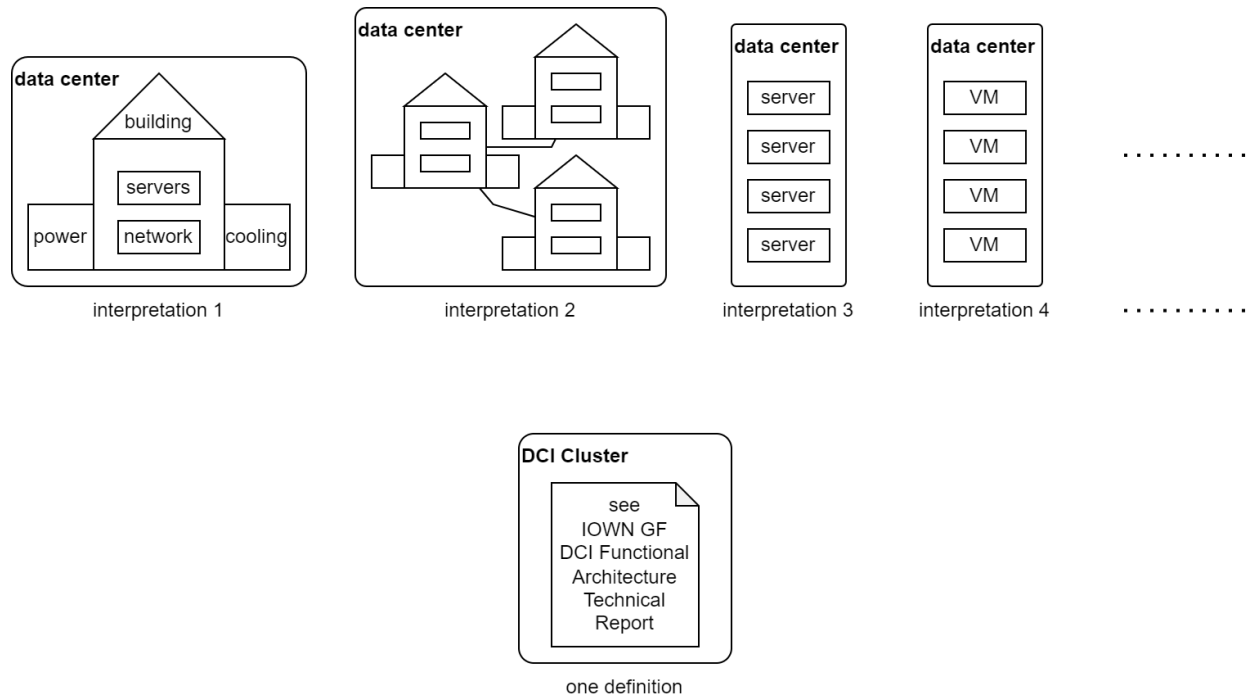 data center
building
servers
network
power
cooling
interpretation 1
data center
interpretation 2
data center
server
server
server
server
interpretation 3
data center
VM
VM
VM
VM
interpretation 4
DCI Cluster
see
IOWN GF
DCI Functional
Architecture
Technical
Report
one definition